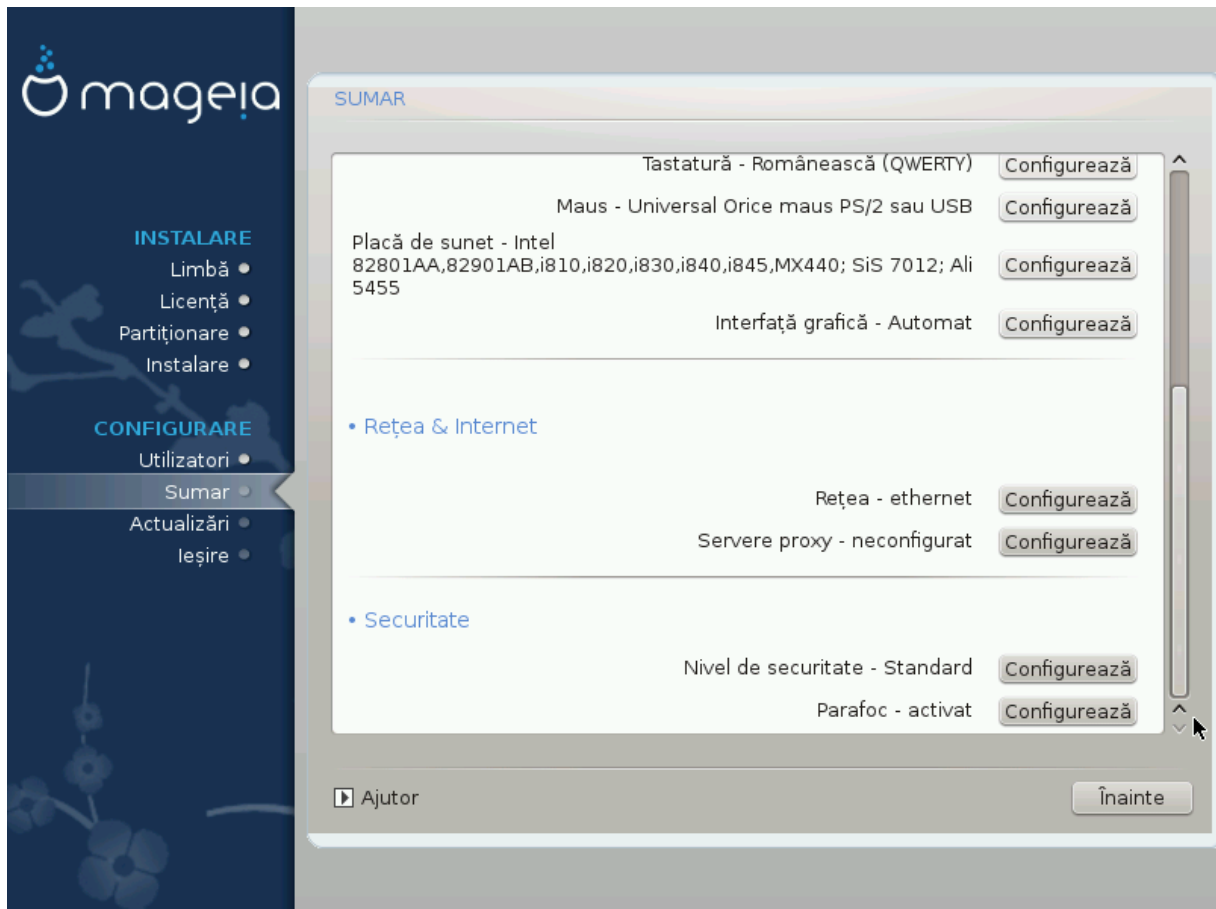 mageia
INSTALARE
Limbă
Licență
Partiționare
Instalare
CONFIGURARE
Utilizatori
Sumar
Actualizări
Ieșire
SUMAR
Tastatură - Românească (QWERTY) Configurează
Maus - Universal Orice maus PS/2 sau USB Configurează
Placă de sunet - Intel
82801AA,82901AB,i810,i820,i830,i840,i845,MX440; SiS 7012; Ali Configurează
5455
Interfață grafică - Automat Configurează
• Rețea & Internet
Rețea - ethernet Configurează
Servere proxy - neconfigurat Configurează
• Securitate
Nivel de securitate - Standard Configurează
Parafoc - activat Configurează
Ajutor Înainte